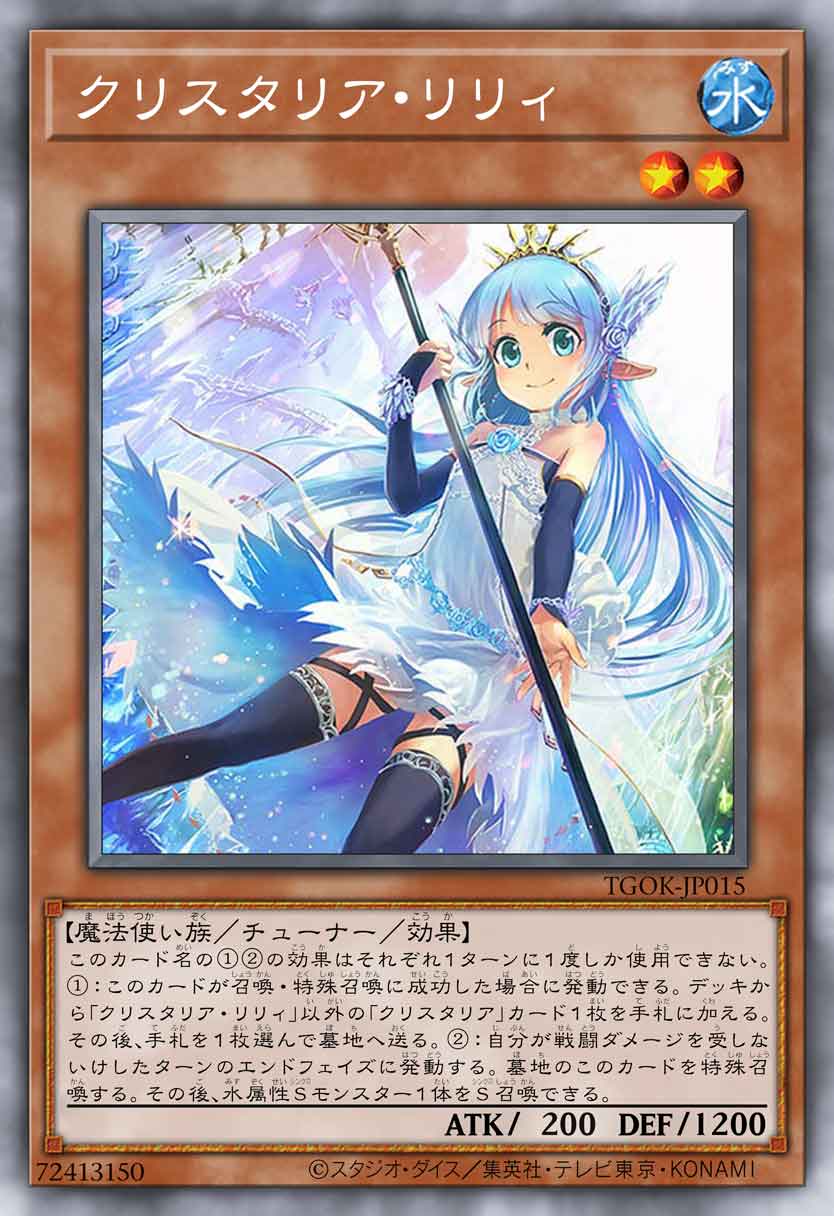 クリスタリア・リリィ
みず
水
TGOK-JP015
【魔法使い族／チューナー／効果】
このカード名の①②の効果はそれぞれ1ターンに1度しか使用できない。
①：このカードが召喚・特殊召喚に成功した場合に発動できる。デッキか
ら「クリスタリア・リリィ」以外の「クリスタリア」カード1枚を手札に加える。
その後、手札を1枚選んで墓地へ送る。②：自分が戦闘ダメージを受しな
いけしたターンのエンドフェイズに発動する。墓地のこのカードを特殊召
喚する。その後、水属性Sモンスター1体をS召喚できる。
ATK/ 200 DEF/1200
72413150 ©スタジオ・ダイス／集英社・テレビ東京・KONAMI